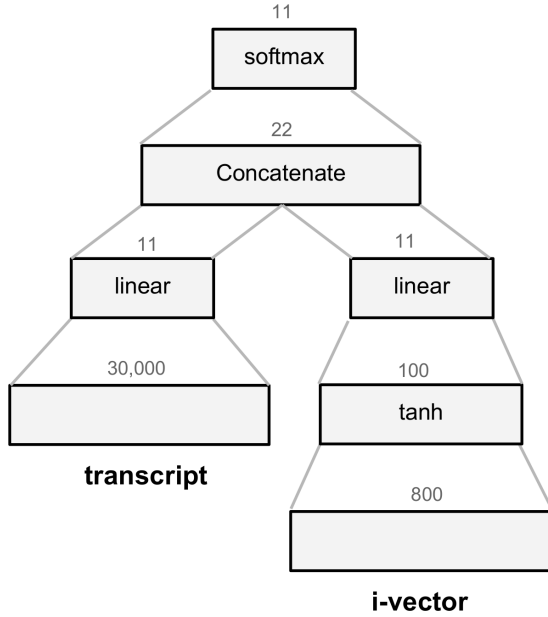 11
softmax
22
Concatenate
11
11
linear
linear
30,000
100
tanh
transcript
800
i-vector